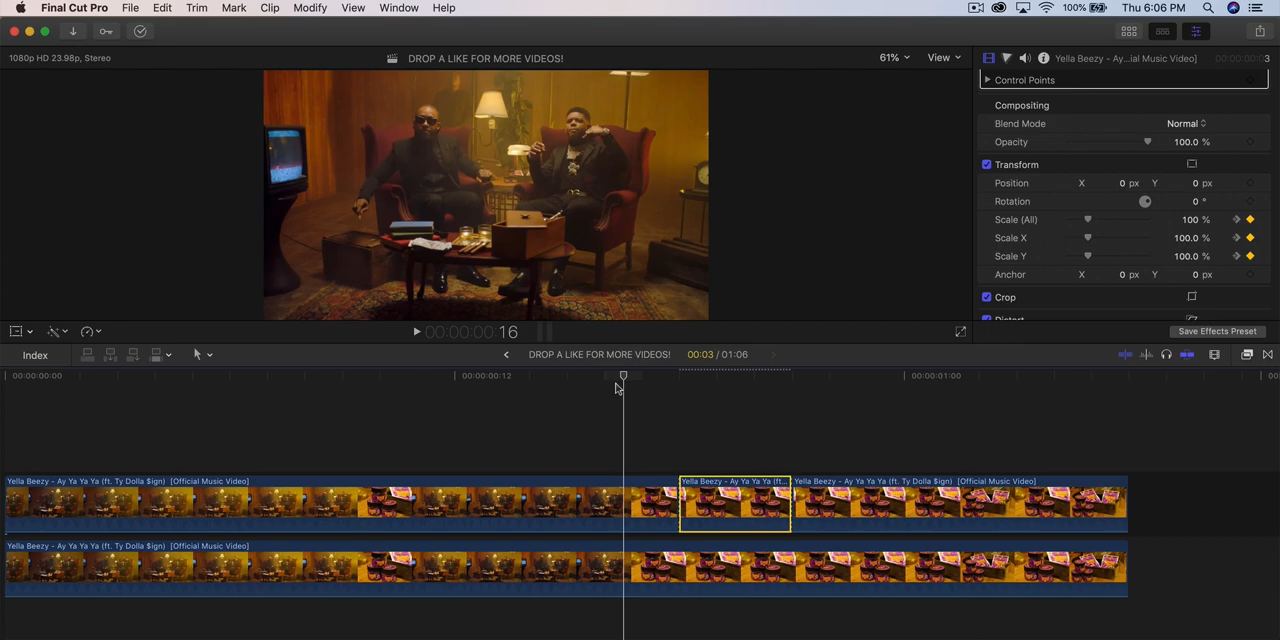 Final Cut Pro File Edit Trim Mark Clip Modify View Window Help 100% Thu 6:06 PM
1080p HD 23.98p, Stereo DROP A LIKE FOR MORE VIDEOS! 61% View Yella Beezy - Ay...ial Music Video] 00:00:00:03
Control Points
Compositing
Blend Mode Normal
Opacity 100.0 %
Transform
Position X 0 px Y 0 px
Rotation 0 °
Scale (All) 100 %
Scale X 100.0 %
Scale Y 100.0 %
Anchor X 0 px Y 0 px
Crop
Distort
00:00:00:16 Save Effects Preset
Index DROP A LIKE FOR MORE VIDEOS! 00:03 / 01:06
00:00:00:00 00:00:00:12 00:00:01:00
Yella Beezy - Ay Ya Ya Ya (ft. Ty Dolla $ign) [Official Music Video] Yella Beezy - Ay Ya Ya Ya (ft... Yella Beezy - Ay Ya Ya Ya (ft. Ty Dolla $ign) [Official Music Video]
Yella Beezy - Ay Ya Ya Ya (ft. Ty Dolla $ign) [Official Music Video]